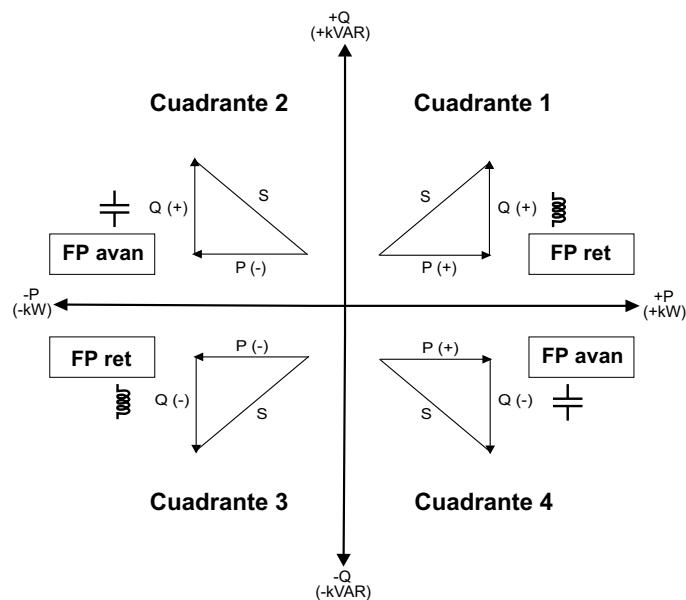 +Q
(+kVAR)
Cuadrante 2
Cuadrante 1
S
Q (+)
FP avan
P (-)
S
Q (+)
FP ret
P (+)
-P
(-kW)
+P
(+kW)
FP ret
P (-)
Q (-)
S
P (+)
FP avan
Q (-)
S
Cuadrante 3
Cuadrante 4
-Q
(-kVAR)